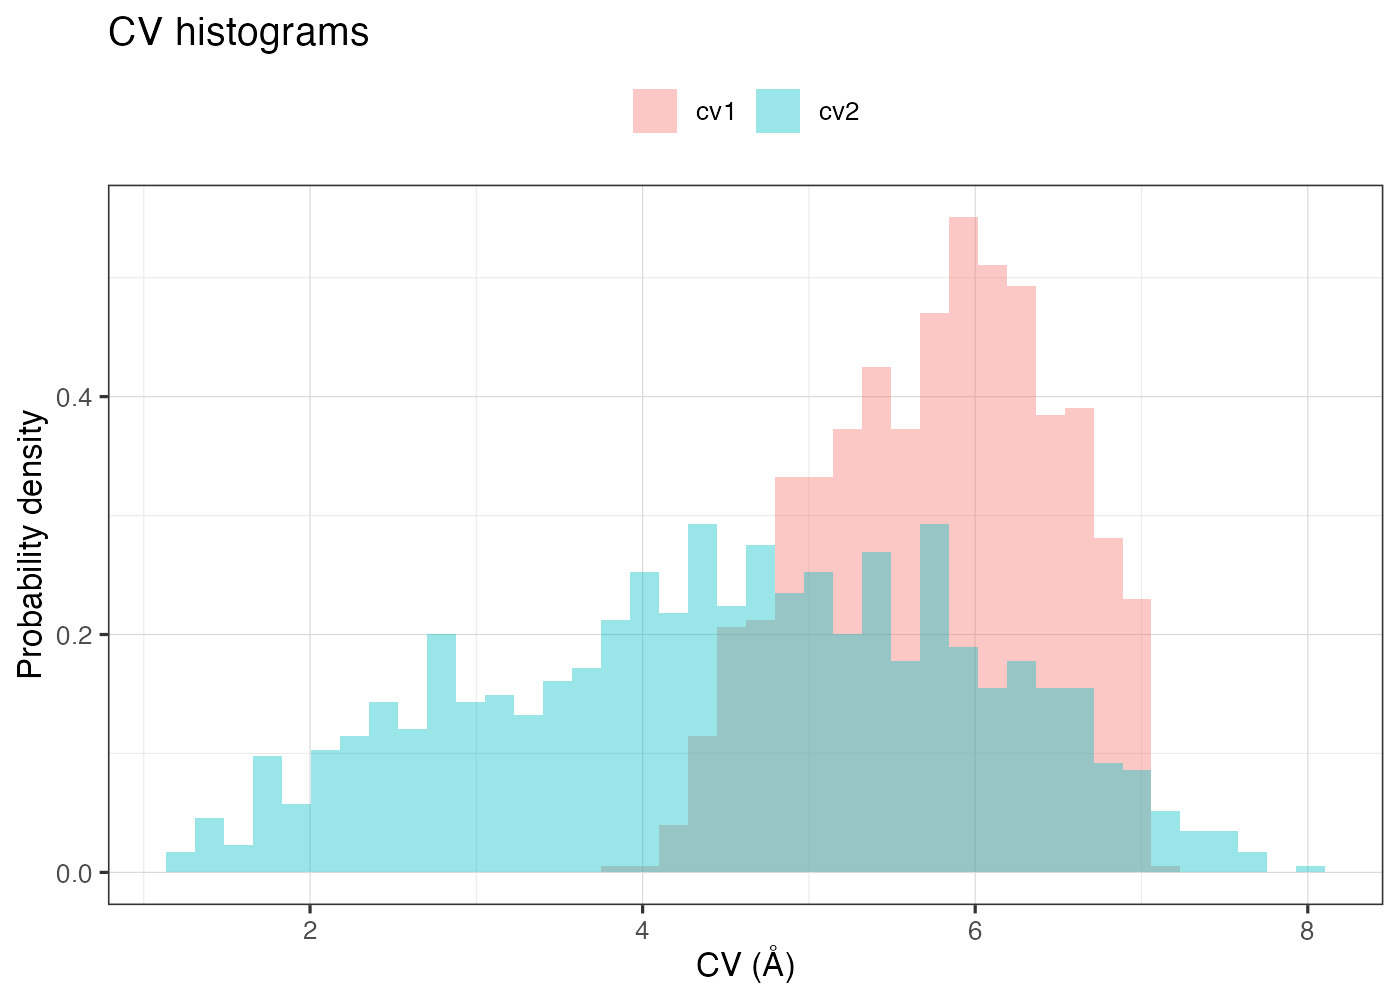 CV histograms
cv1 cv2
Probability density
0.4
0.2
0.0
2 4 6 8
CV (Å)